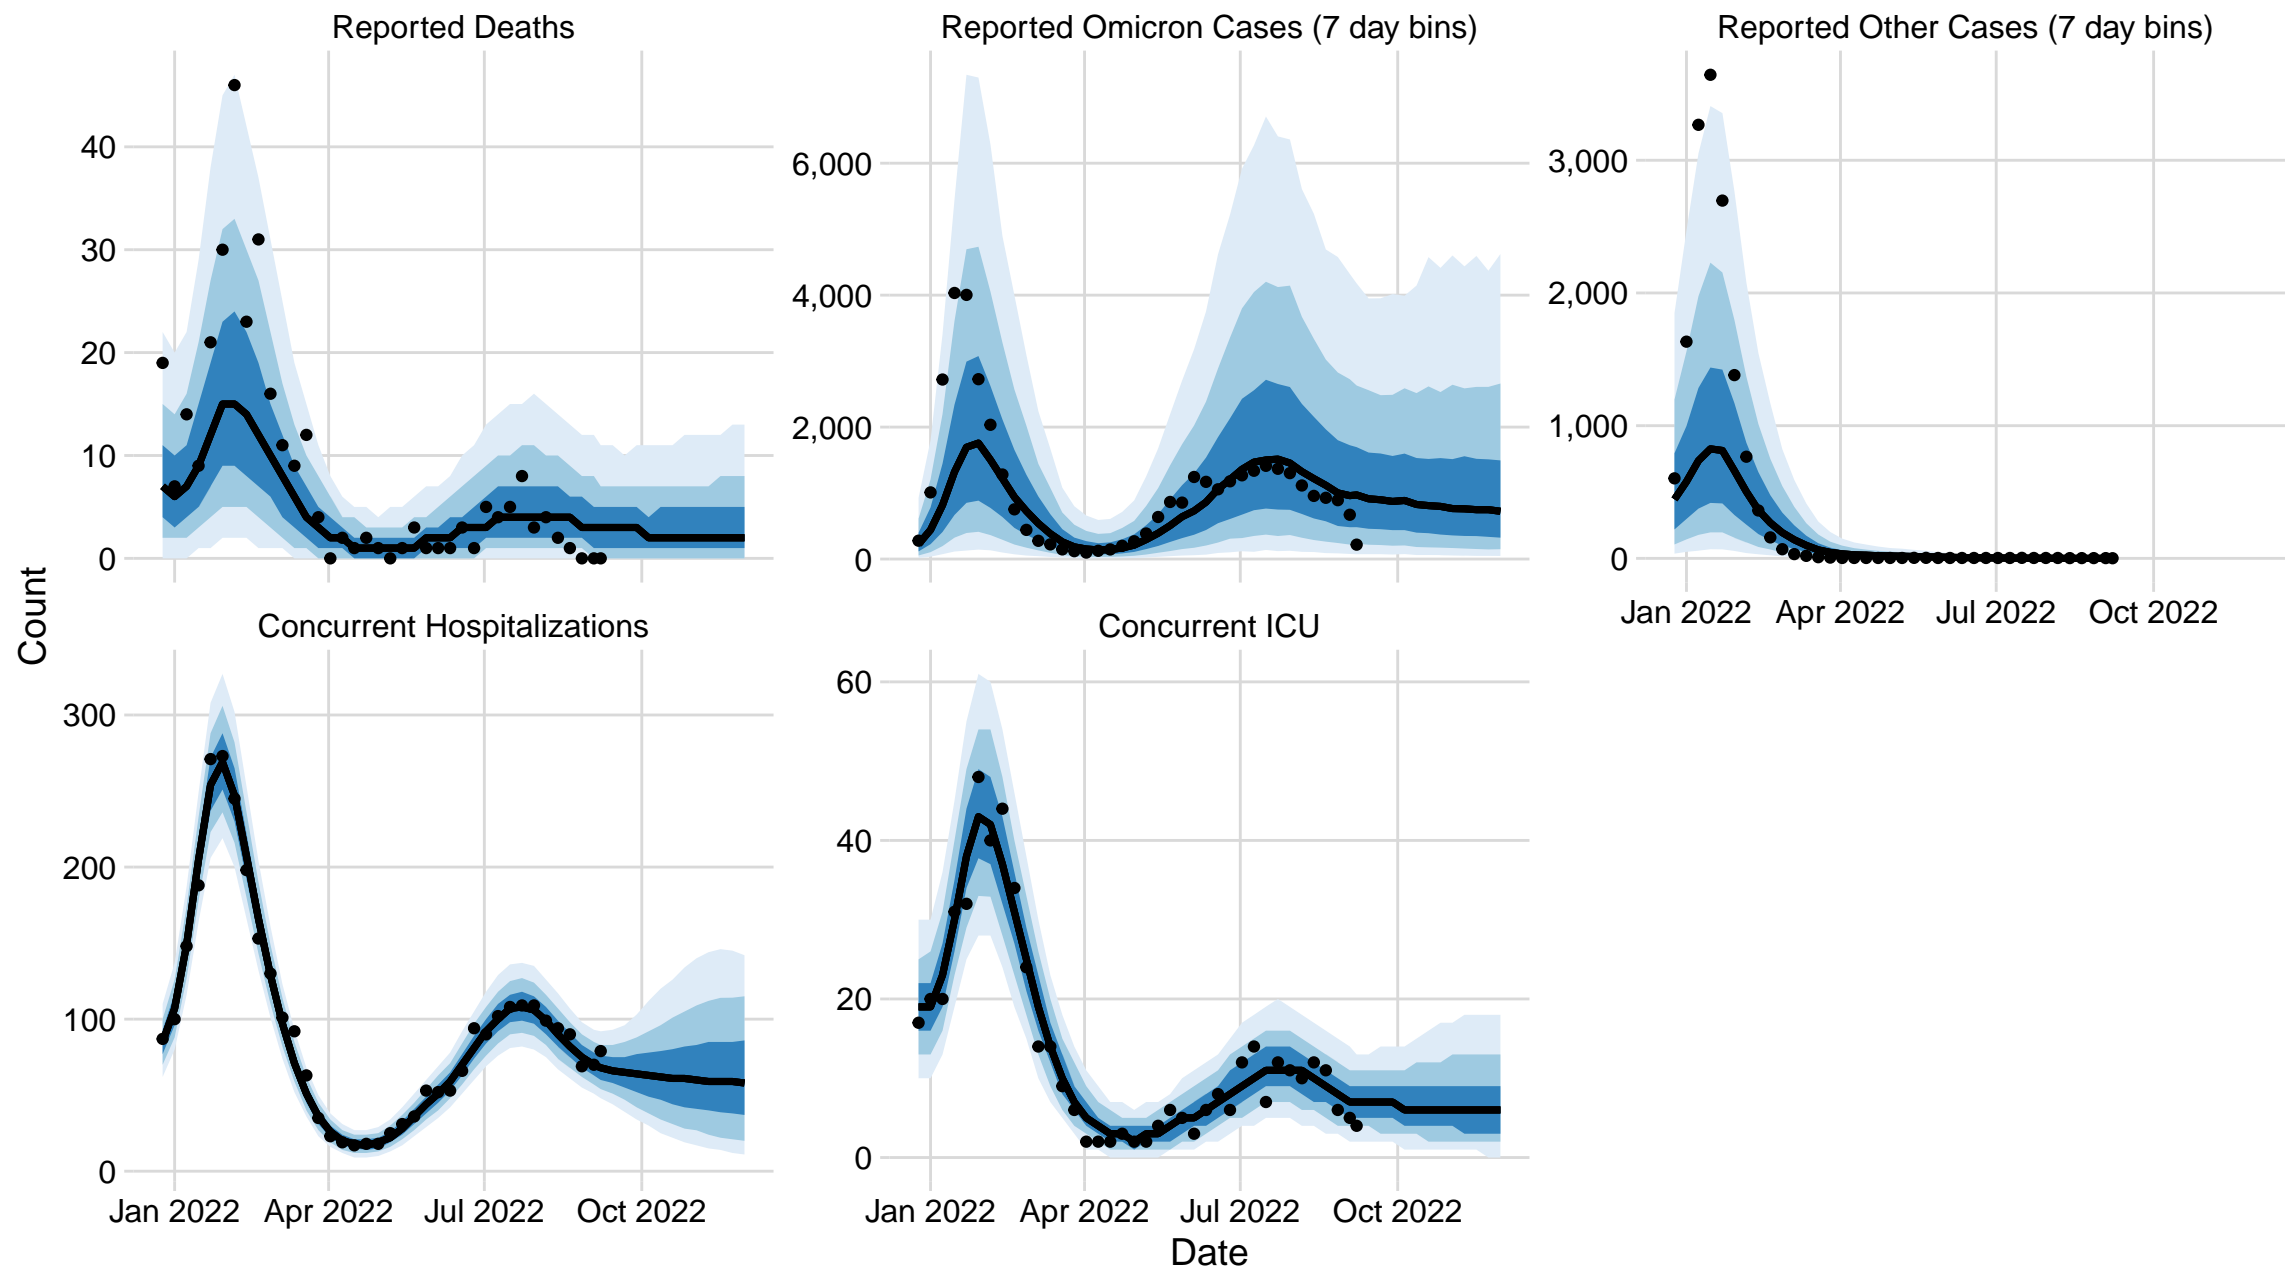 Reported Deaths
Reported Omicron Cases (7 day bins)
Reported Other Cases (7 day bins)
40
30
20
10
0
6,000
4,000
2,000
0
3,000
2,000
1,000
0
Jan 2022 Apr 2022 Jul 2022 Oct 2022
Count
Concurrent Hospitalizations
Concurrent ICU
300
200
100
0
60
40
20
0
Jan 2022 Apr 2022 Jul 2022 Oct 2022
Jan 2022 Apr 2022 Jul 2022 Oct 2022
Date